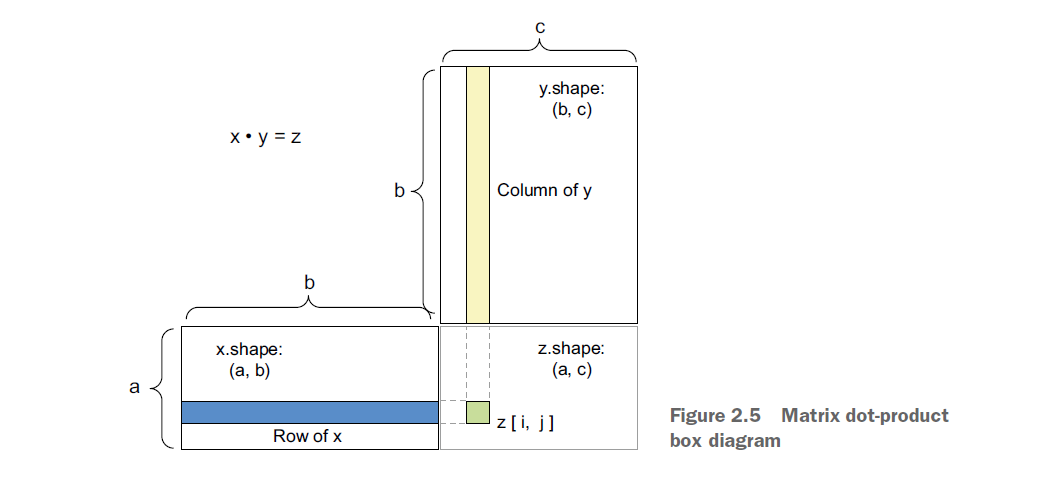 c
y.shape:
(b, c)
x • y = z
b
Column of y
b
x.shape:
(a, b)
z.shape:
(a, c)
a
z [ i, j ]
Row of x
Figure 2.5 Matrix dot-product
box diagram